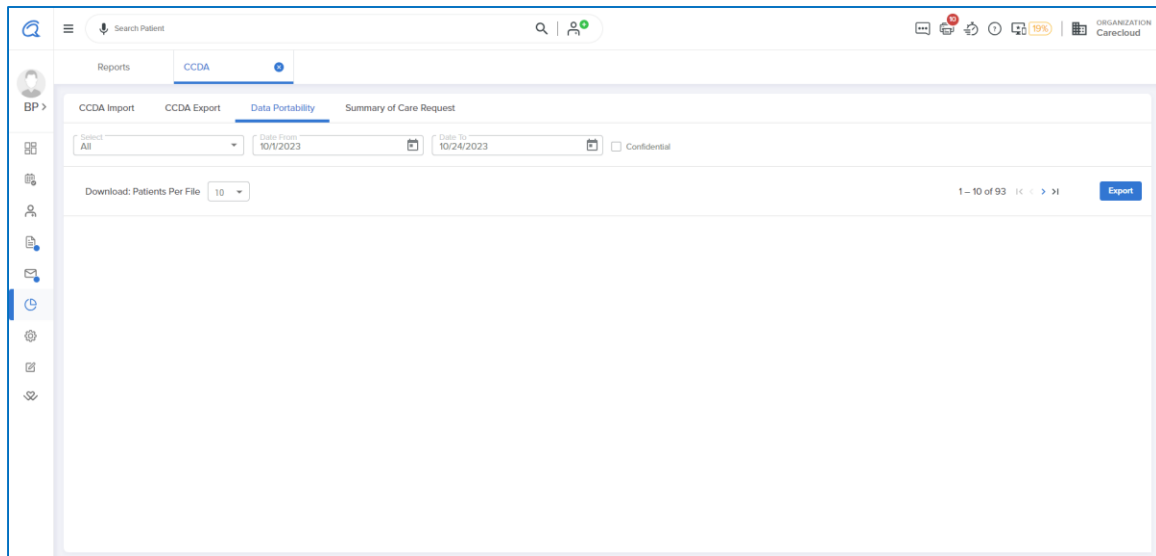 Search Patient
10
19%
ORGANIZATION
Carecloud
Reports CCDA
BP >
CCDA Import CCDA Export Data Portability Summary of Care Request
Select Date From Date To
All 10/1/2023 10/24/2023 Confidential
Download: Patients Per File 10 1 – 10 of 93 Export